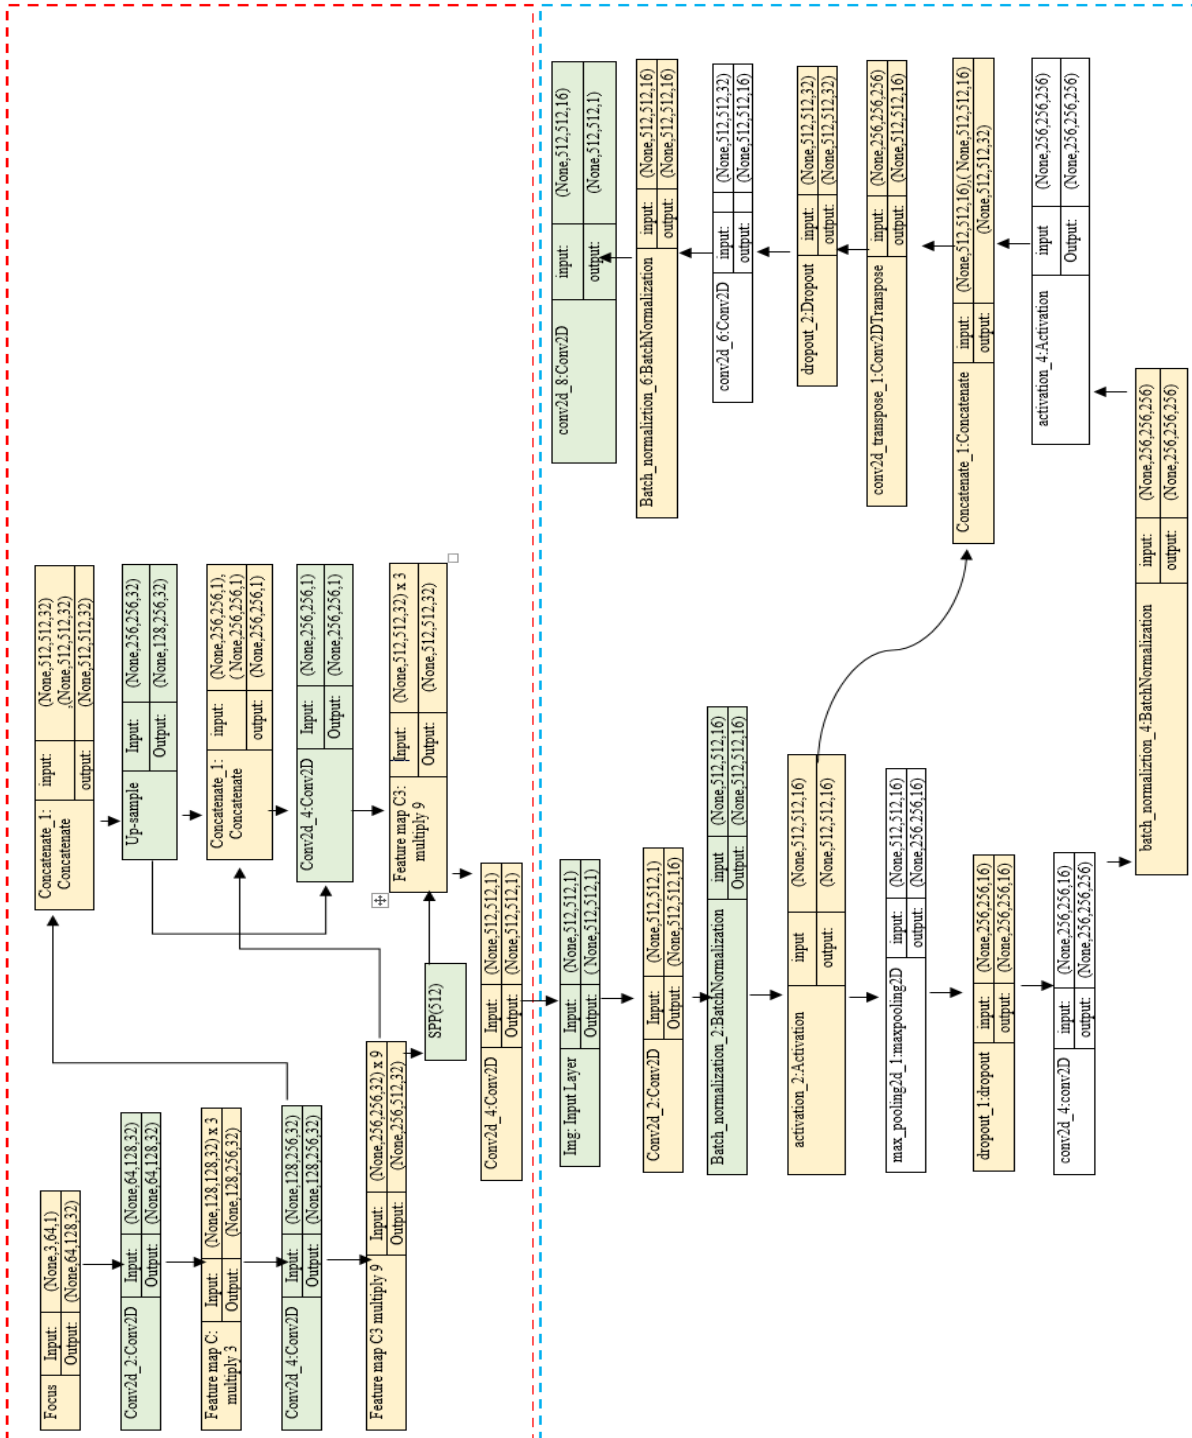 Focus
Input: (None,3,64,1)
Output: (None,64,128,32)
Conv2d_2:Conv2D
Input: (None,64,128,32)
Output: (None,64,128,32)
Feature map C:
multiply 3
Input: (None,128,128,32) x 3
Output: (None,128,256,32)
Conv2d_4:Conv2D
Input: (None,128,256,32)
Output: (None,128,256,32)
Feature map C3 multiply 9
Input: (None,256,256,32) x 9
Output: (None,256,512,32)
SPP(512)
Concatenate_1:
Concatenate
input: (None,512,512,32)
,(None,512,512,32)
output: (None,512,512,32)
Up-sample
Input: (None,256,256,32)
Output: (None,128,256,32)
Concatenate_1:
Concatenate
input: (None,256,256,1),
( None,256,256,1)
output: (None,256,256,1)
Conv2d_4:Conv2D
Input: (None,256,256,1)
Output: (None,256,256,1)
Feature map C3:
multiply 9
Input: (None,512,512,32) x 3
Output: (None,512,512,32)
Conv2d_4:Conv2D
Input: (None,512,512,1)
Output: (None,512,512,1)
Img: Input Layer
Input: (None,512,512,1)
Output: ( None,512,512,1)
Conv2d_2:Conv2D
Input: (None,512,512,1)
Output: (None,512,512,16)
Batch_normalization_2:BatchNormalization
input (None,512,512,16)
Output: (None,512,512,16)
activation_2:Activation
input (None,512,512,16)
output: (None,512,512,16)
max_pooling2d_1:maxpooling2D
input: (None,512,512,16)
output: (None,256,256,16)
dropout_1:dropout
input: (None,256,256,16)
output: (None,256,256,16)
conv2d_4:conv2D
input: (None,256,256,16)
output: (None,256,256,256)
batch_normaliztion_4:BatchNormalization
input: (None,256,256,256)
output: (None,256,256,256)
activation_4:Activation
input (None,256,256,256)
Output: (None,256,256,256)
Concatenate_1:Concatenate
input: (None,512,512,16),( None,512,512,16)
output: (None,512,512,32)
conv2d_transpose_1:Conv2DTranspose
input: (None,256,256,256)
output: (None,512,512,16)
dropout_2:Dropout
input: (None,512,512,32)
output: (None,512,512,32)
conv2d_6:Conv2D
input: (None,512,512,32)
output: (None,512,512,16)
Batch_normaliztion_6:BatchNormalization
input: (None,512,512,16)
output: (None,512,512,16)
conv2d_8:Conv2D
input: (None,512,512,16)
output: (None,512,512,1)